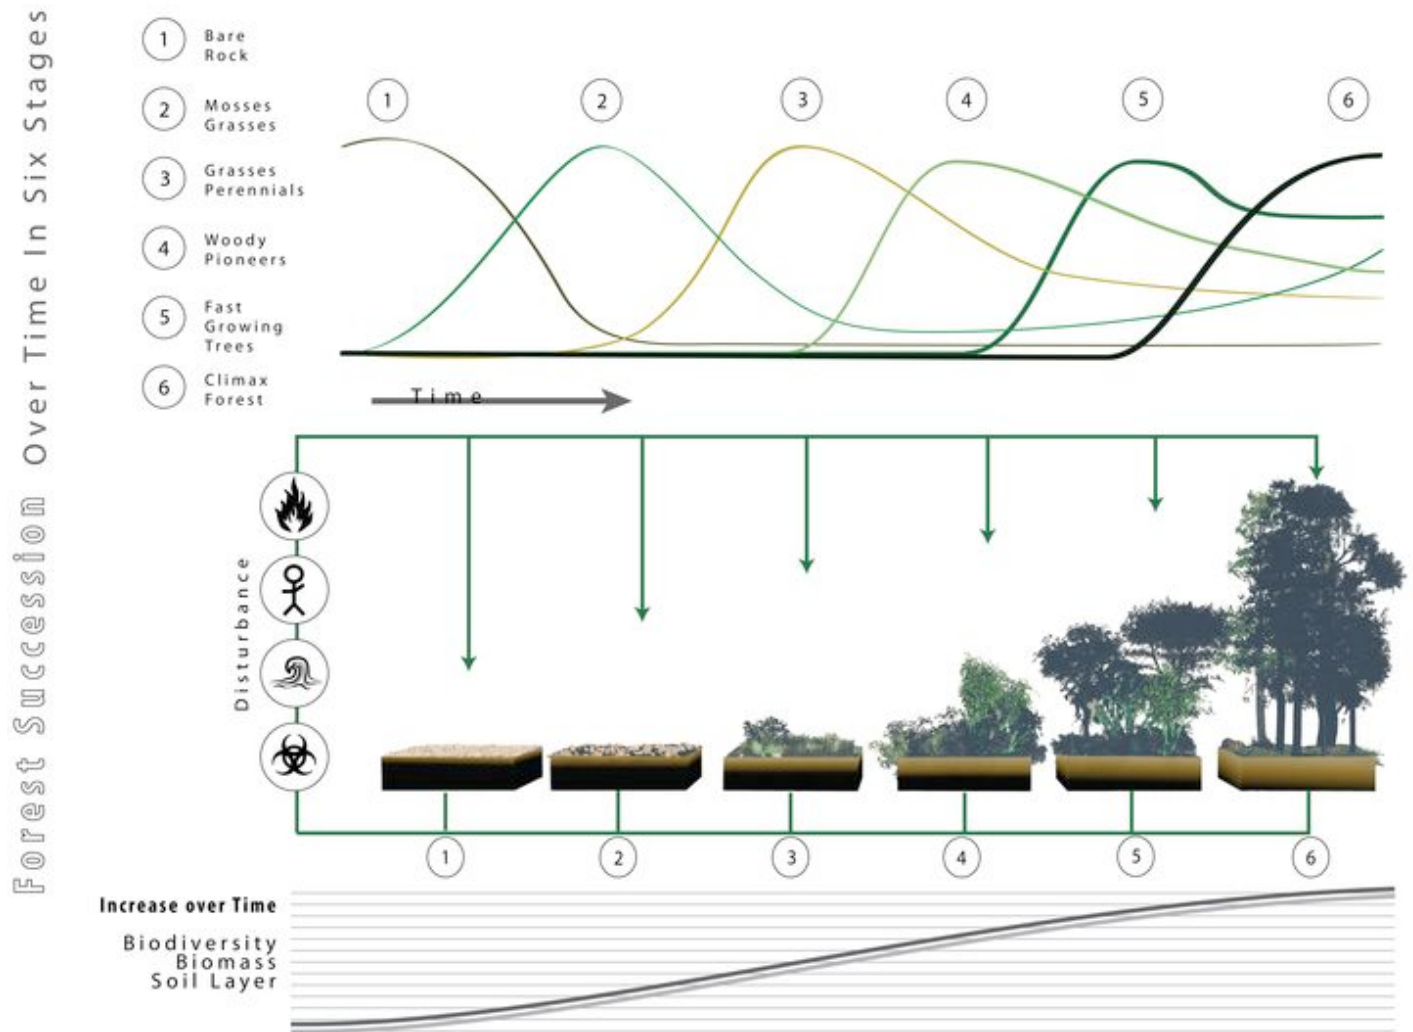 Forest Succession Over Time In Six Stages
1
Bare
Rock
2
Mosses
Grasses
3
Grasses
Perennials
4
Woody
Pioneers
5
Fast
Growing
Trees
6
Climax
Forest
1 2 3 4 5 6
Time
Disturbance
1 2 3 4 5 6
Increase over Time
Biodiversity
Biomass
Soil Layer